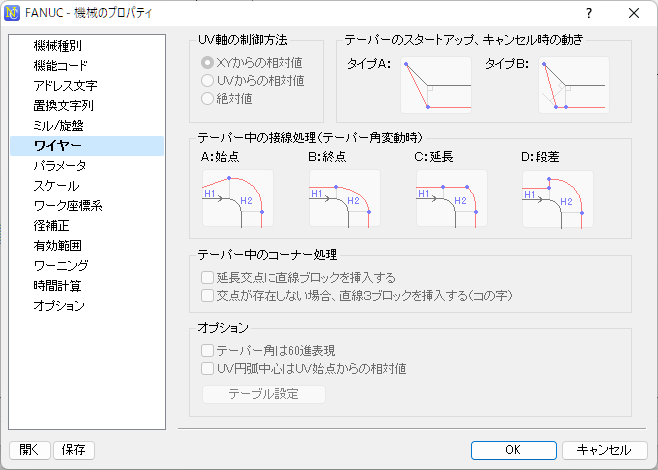 FANUC - 機械のプロパティ
?
機械種別
機能コード
アドレス文字
置換文字列
ミル/旋盤
ワイヤー
パラメータ
スケール
ワーク座標系
径補正
有効範囲
ワーニング
時間計算
オプション
UV軸の制御方法
XYからの相対値
UVからの相対値
絶対値
テーパーのスタートアップ、キャンセル時の動き
タイプA:
タイプB:
テーパー中の接線処理(テーパー角変動時)
A:始点
B:終点
C:延長
D:段差
H1 H2
H1 H2
H1 H2
H1 H2
テーパー中のコーナー処理
延長交点に直線ブロックを挿入する
交点が存在しない場合、直線3ブロックを挿入する(コの字)
オプション
テーパー角は60進表現
UV円弧中心はUV始点からの相対値
テーブル設定
開く
保存
OK
キャンセル